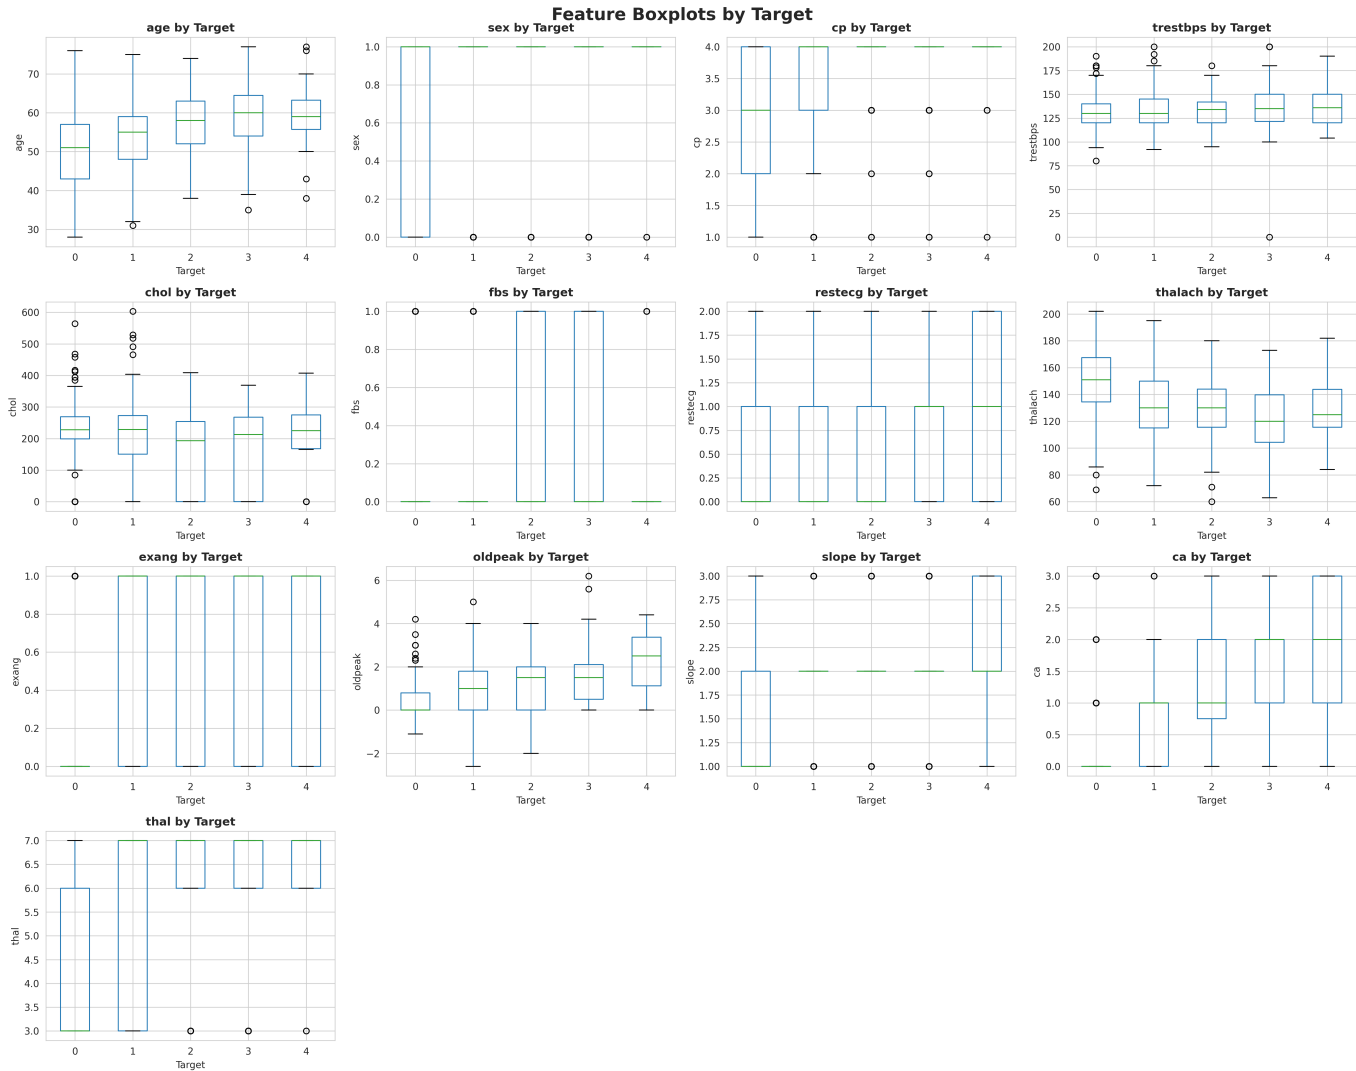 Feature Boxplots by Target
age by Target
sex by Target
cp by Target
trestbps by Target
70
60
50
40
30
age
0 1 2 3 4
Target
1.0
0.8
0.6
0.4
0.2
0.0
sex
0 1 2 3 4
Target
4.0
3.5
3.0
2.5
2.0
1.5
1.0
cp
0 1 2 3 4
Target
200
175
150
125
100
75
50
25
0
trestbps
0 1 2 3 4
Target
chol by Target
fbs by Target
restecg by Target
thalach by Target
600
500
400
300
200
100
0
chol
0 1 2 3 4
Target
1.0
0.8
0.6
0.4
0.2
0.0
fbs
0 1 2 3 4
Target
2.00
1.75
1.50
1.25
1.00
0.75
0.50
0.25
0.00
restecg
0 1 2 3 4
Target
200
180
160
140
120
100
80
60
thalach
0 1 2 3 4
Target
exang by Target
oldpeak by Target
slope by Target
ca by Target
1.0
0.8
0.6
0.4
0.2
0.0
exang
0 1 2 3 4
Target
6
4
2
0
−2
oldpeak
0 1 2 3 4
Target
3.00
2.75
2.50
2.25
2.00
1.75
1.50
1.25
1.00
slope
0 1 2 3 4
Target
3.0
2.5
2.0
1.5
1.0
0.5
0.0
ca
0 1 2 3 4
Target
thal by Target
7.0
6.5
6.0
5.5
5.0
4.5
4.0
3.5
3.0
thal
0 1 2 3 4
Target